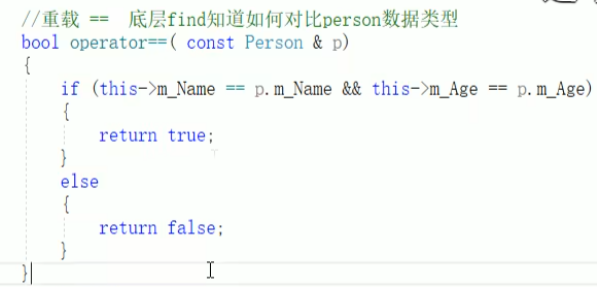 //重载 ==  底层find知道如何对比person数据类型
bool operator==( const Person & p)
{
    if (this->m_Name == p.m_Name && this->m_Age == p.m_Age)
    {
        return true;
    }
    else
    {
        return false;
    }
}